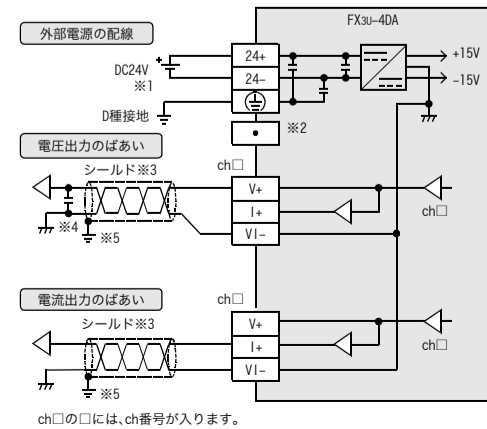 FX3U-4DA
外部電源の配線
24+
+15V
DC24V
※1
24-
-15V
D種接地
・
※2
電圧出力のばあい
ch□
シールド※3
V+
I+
ch□
※4
※5
VI-
電流出力のばあい
ch□
シールド※3
V+
I+
ch□
※5
VI-
ch□の□には、ch番号が入ります。